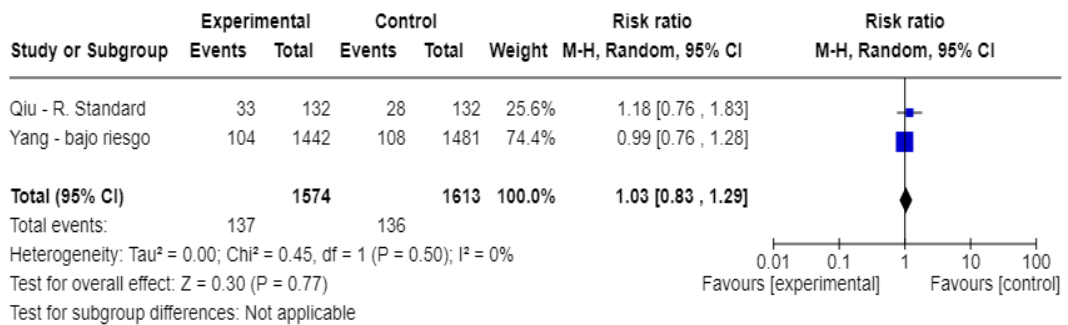 Experimental Control Risk ratio Risk ratio
Study or Subgroup Events Total Events Total Weight M-H, Random, 95% CI M-H, Random, 95% CI
Qiu - R. Standard 33 132 28 132 25.6% 1.18 [0.76 , 1.83]
Yang - bajo riesgo 104 1442 108 1481 74.4% 0.99 [0.76 , 1.28]
Total (95% CI) 1574 1613 100.0% 1.03 [0.83 , 1.29]
Total events: 137 136
Heterogeneity: Tau² = 0.00; Chi² = 0.45, df = 1 (P = 0.50); I² = 0%
Test for overall effect: Z = 0.30 (P = 0.77)
Test for subgroup differences: Not applicable
0.01 0.1 1 10 100
Favours [experimental] Favours [control]